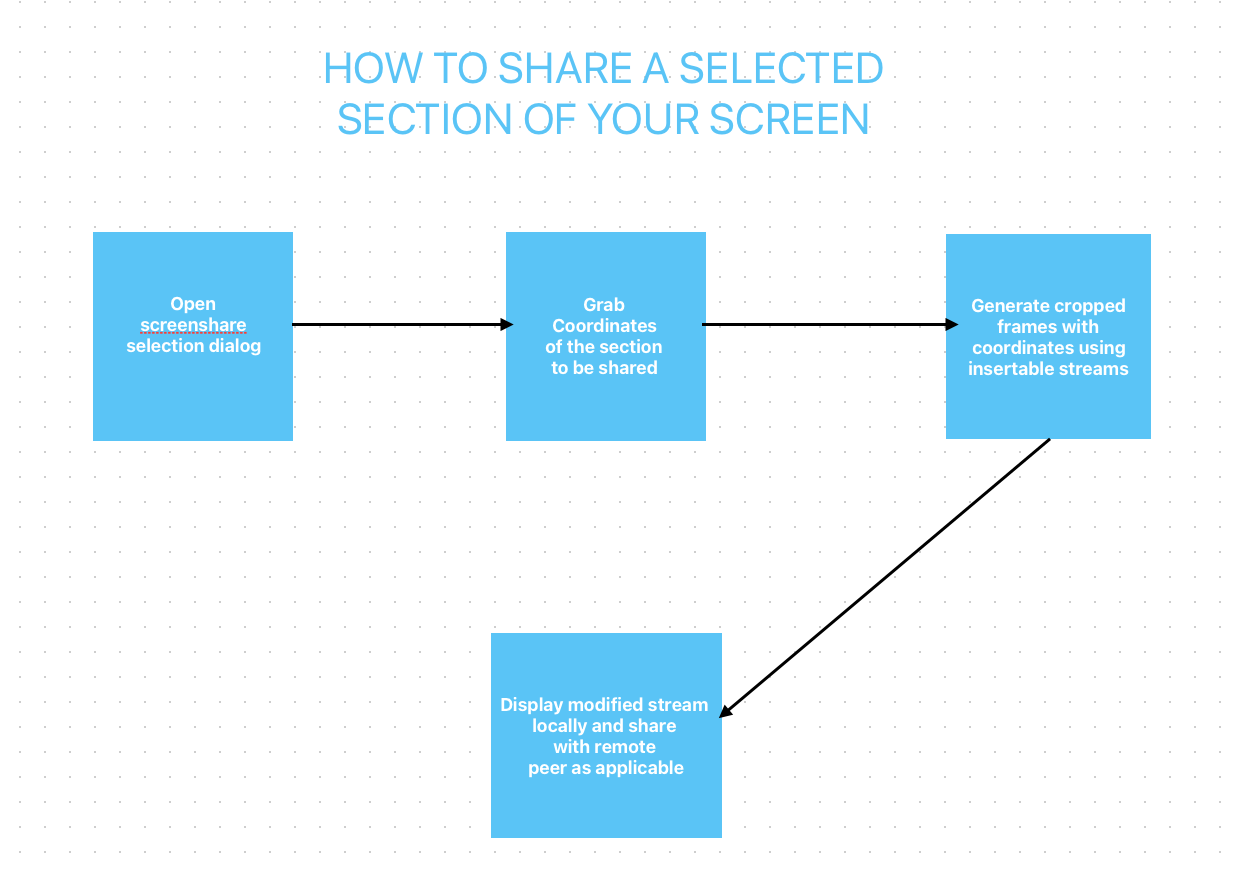 HOW TO SHARE A SELECTED
SECTION OF YOUR SCREEN
Open
screenshare
selection dialog
Grab
Coordinates
of the section
to be shared
Generate cropped
frames with
coordinates using
insertable streams
Display modified stream
locally and share
with remote
peer as applicable